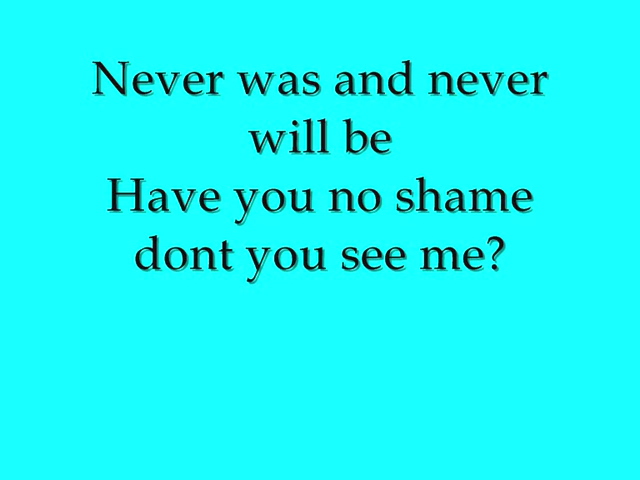 Never was and never
will be
Have you no shame
dont you see me?